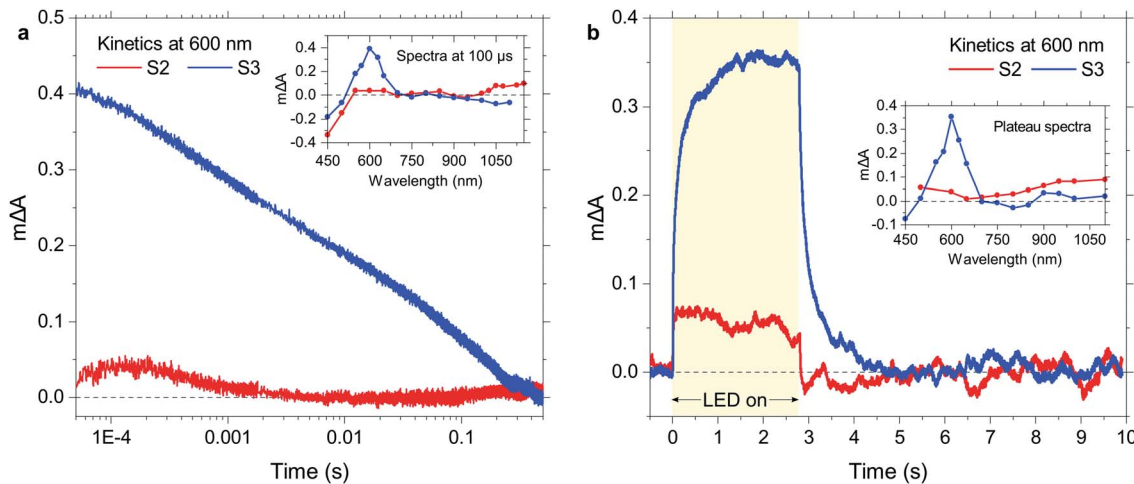 a
Kinetics at 600 nm
S2 S3
Spectra at 100 µs
mΔA
0.4
0.2
0.0
-0.2
-0.4
450 600 750 900 1050
Wavelength (nm)
mΔA
0.5
0.4
0.3
0.2
0.1
0.0
1E-4 0.001 0.01 0.1
Time (s)
b
Kinetics at 600 nm
S2 S3
Plateau spectra
mΔA
0.4
0.3
0.2
0.1
0.0
-0.1
450 600 750 900 1050
Wavelength (nm)
mΔA
0.4
0.3
0.2
0.1
0.0
LED on
0 1 2 3 4 5 6 7 8 9 10
Time (s)